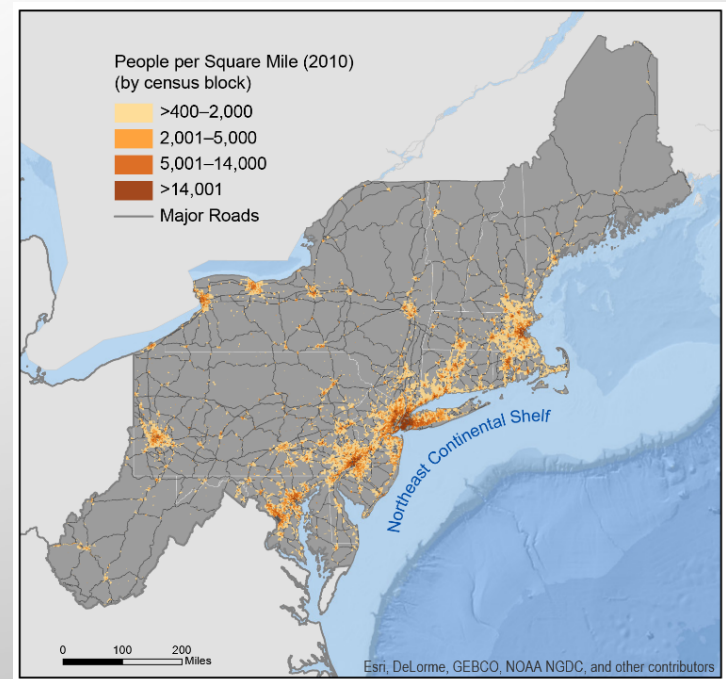 People per Square Mile (2010)
(by census block)
>400–2,000
2,001–5,000
5,001–14,000
>14,001
Major Roads
Northeast Continental Shelf
0 100 200
Miles
Esri, DeLorme, GEBCO, NOAA NGDC, and other contributors